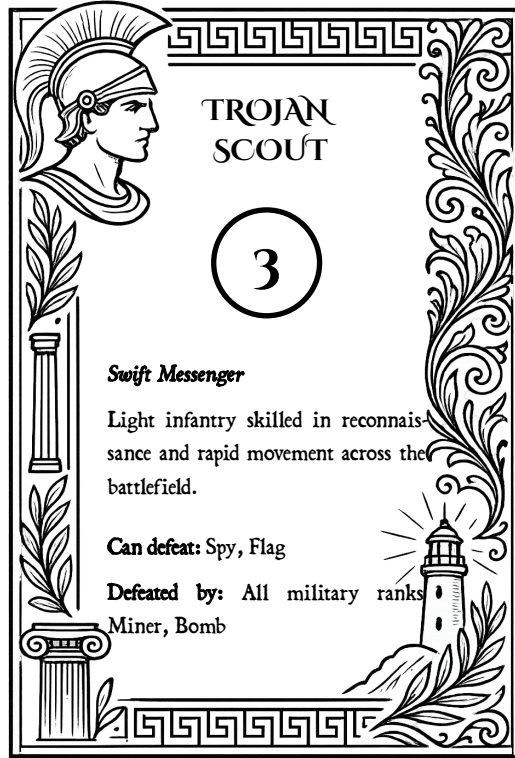 TROJAN
SCOUT
3
Swift Messenger
Light infantry skilled in reconnais-
sance and rapid movement across the
battlefield.
Can defeat: Spy, Flag
Defeated by: All military ranks
Miner, Bomb